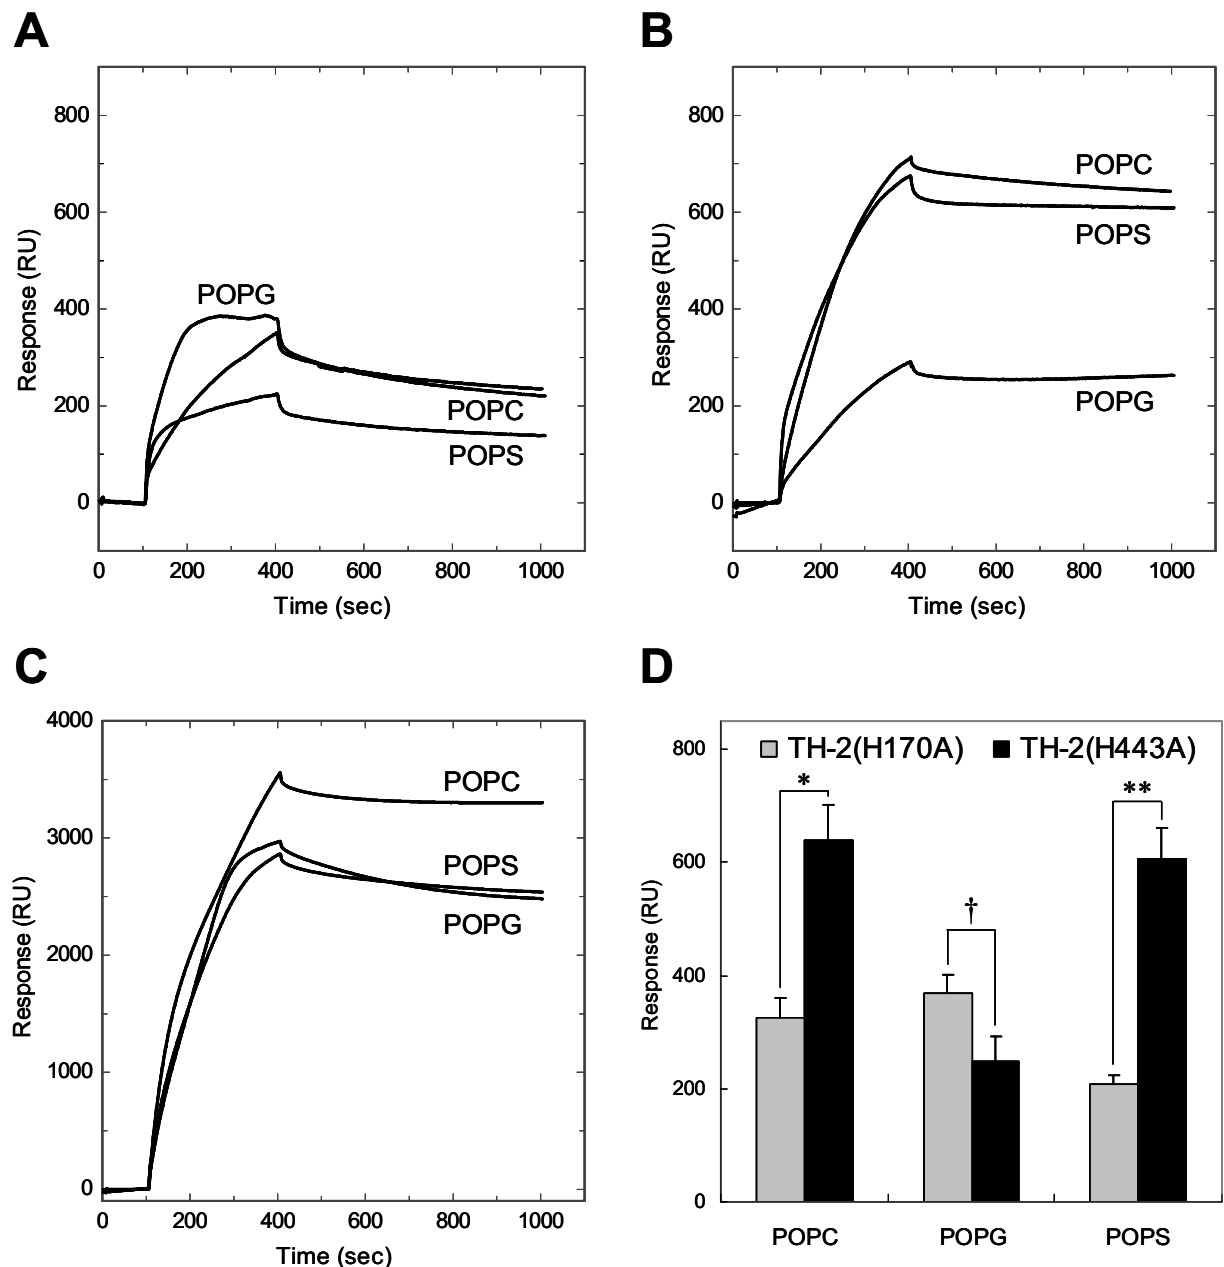 A
800
600
400
200
0
Response (RU)
POPG
POPC
POPS
0 200 400 600 800 1000
Time (sec)
B
800
600
400
200
0
Response (RU)
POPC
POPS
POPG
0 200 400 600 800 1000
Time (sec)
C
4000
3000
2000
1000
0
Response (RU)
POPC
POPS
POPG
0 200 400 600 800 1000
Time (sec)
D
800
600
400
200
0
Response (RU)
TH-2(H170A) TH-2(H443A)
*
†
**
POPC POPG POPS